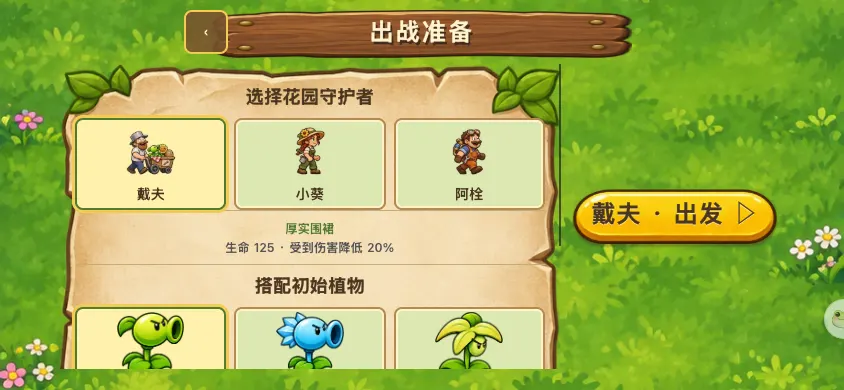 ‹
出战准备
选择花园守护者
戴夫
小葵
阿栓
厚实围裙
生命 125 · 受到伤害降低 20%
戴夫 · 出发 ▷
搭配初始植物